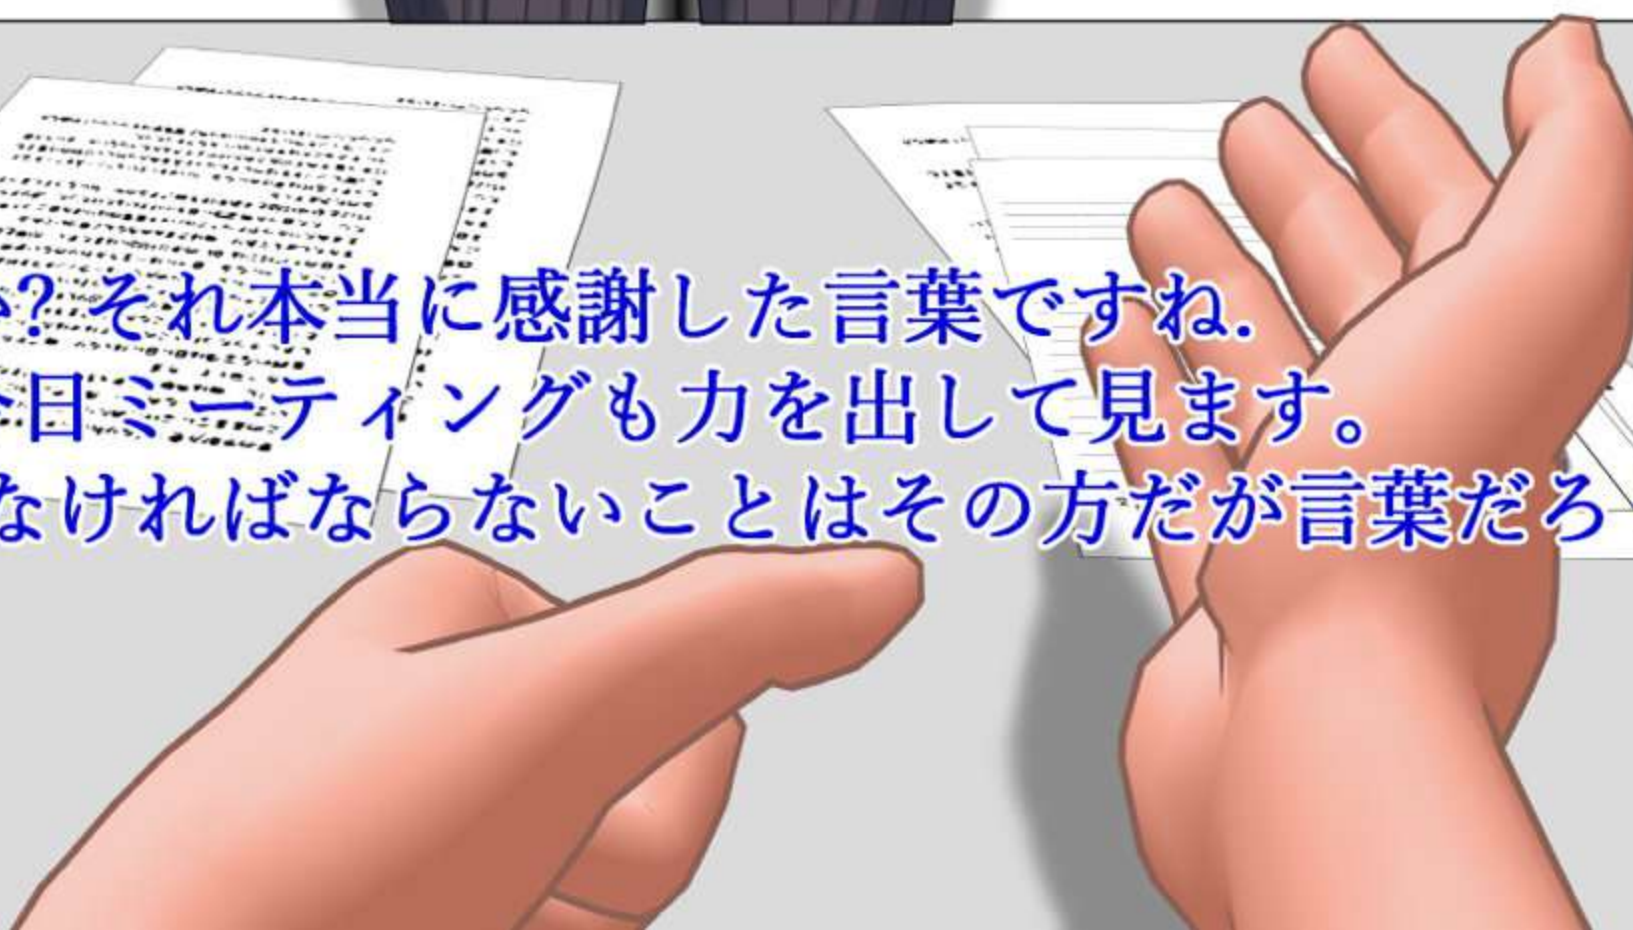 か? それ本当に感謝した言葉ですね.
今日ミーティングも力を出して見ます。
なければならないことはその方だが言葉だろ